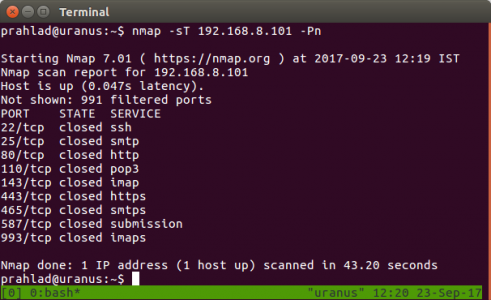 Terminal
prahlad@uranus:~$ nmap -sT 192.168.8.101 -Pn
Starting Nmap 7.01 ( https://nmap.org ) at 2017-09-23 12:19 IST
Nmap scan report for 192.168.8.101
Host is up (0.047s latency).
Not shown: 991 filtered ports
PORT    STATE  SERVICE
22/tcp  closed ssh
25/tcp  closed smtp
80/tcp  closed http
110/tcp closed pop3
143/tcp closed imap
443/tcp closed https
465/tcp closed smtps
587/tcp closed submission
993/tcp closed imaps
Nmap done: 1 IP address (1 host up) scanned in 43.20 seconds
prahlad@uranus:~$
[0] 0:bash* "uranus" 12:20 23-Sep-17